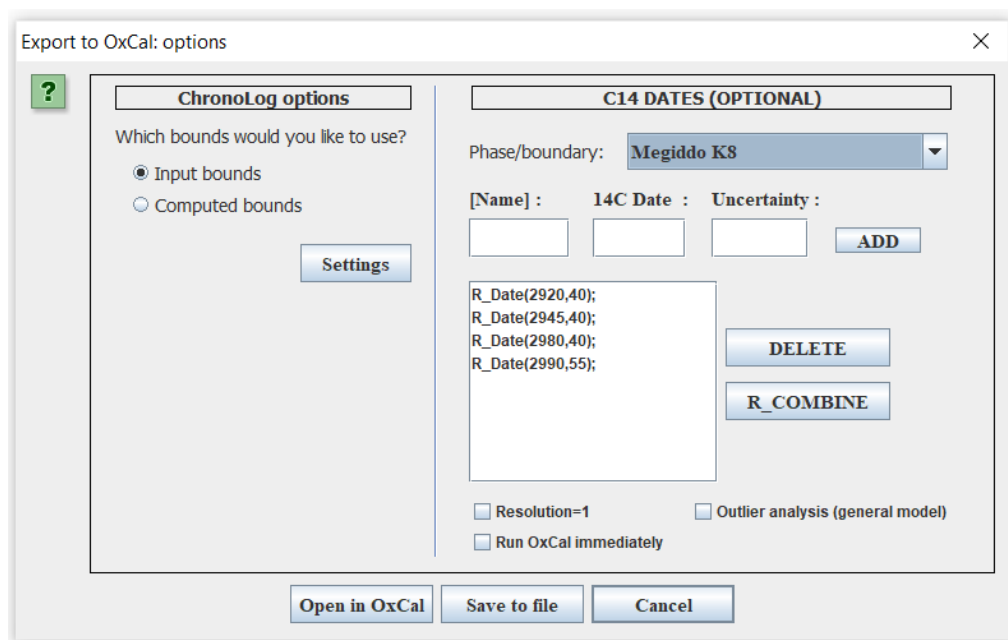 Export to OxCal: options
?
ChronoLog options
Which bounds would you like to use?
Input bounds
Computed bounds
Settings
C14 DATES (OPTIONAL)
Phase/boundary: Megiddo K8
[Name] : 14C Date : Uncertainty :
ADD
R_Date(2920,40);
R_Date(2945,40);
R_Date(2980,40);
R_Date(2990,55);
DELETE
R_COMBINE
Resolution=1 Outlier analysis (general model)
Run OxCal immediately
Open in OxCal Save to file Cancel